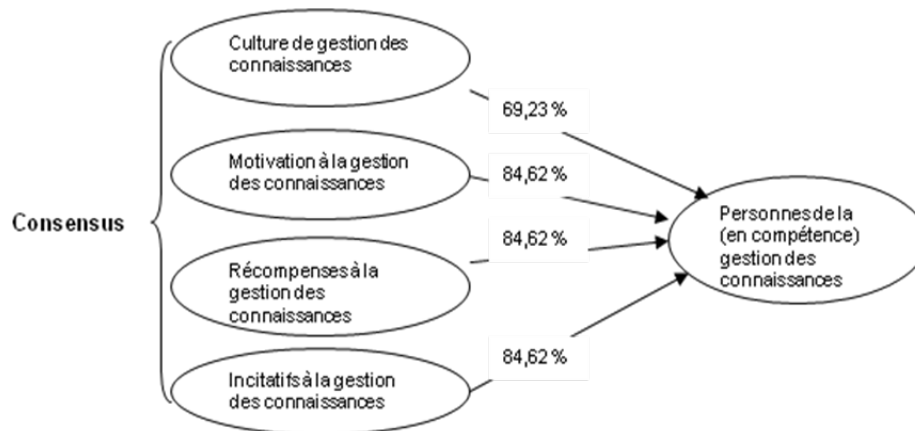 Culture de gestion des
connaissances
69,23 %
Motivation à la gestion
des connaissances
84,62 %
Consensus
Personnes de la
(en compétence)
gestion des
connaissances
84,62 %
Récompenses à la
gestion des
connaissances
84,62 %
Incitatifs à la gestion
des connaissances